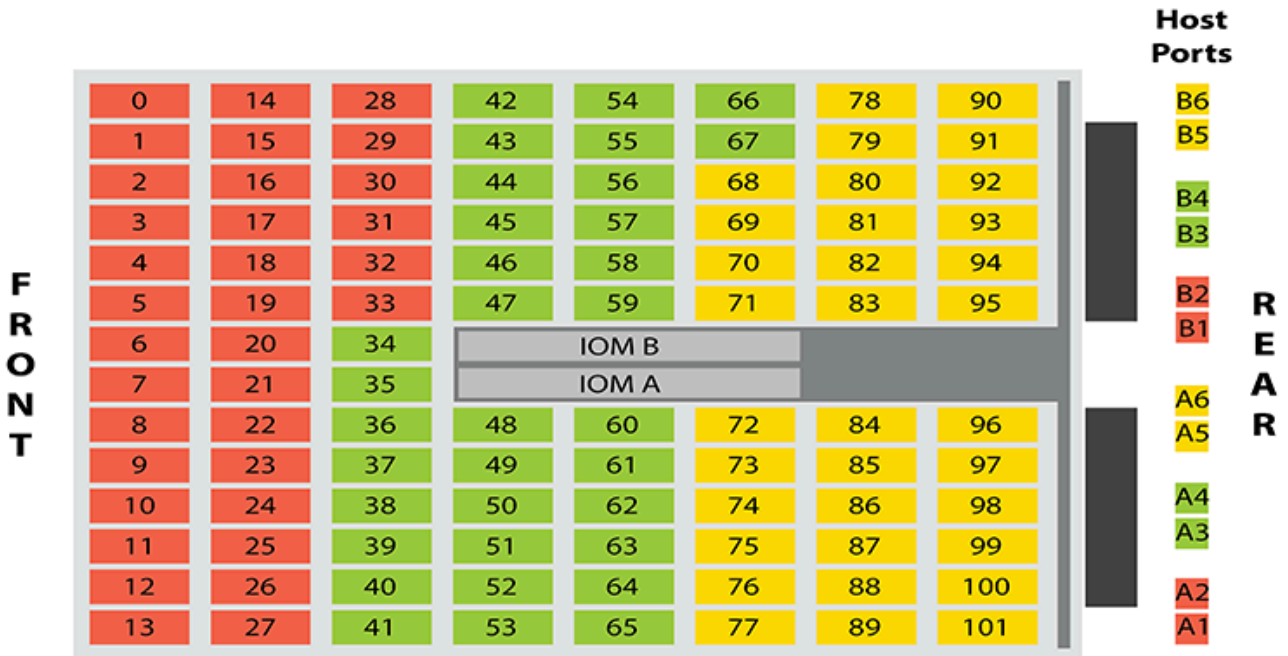 Host
Ports
0 14 28 42 54 66 78 90 B6
1 15 29 43 55 67 79 91 B5
2 16 30 44 56 68 80 92 B4
3 17 31 45 57 69 81 93 B3
4 18 32 46 58 70 82 94
5 19 33 47 59 71 83 95 B2
6 20 34 IOM B B1
7 21 35 IOM A A6
8 22 36 48 60 72 84 96 A5
9 23 37 49 61 73 85 97
10 24 38 50 62 74 86 98 A4
11 25 39 51 63 75 87 99 A3
12 26 40 52 64 76 88 100 A2
13 27 41 53 65 77 89 101 A1
FRONT
REAR